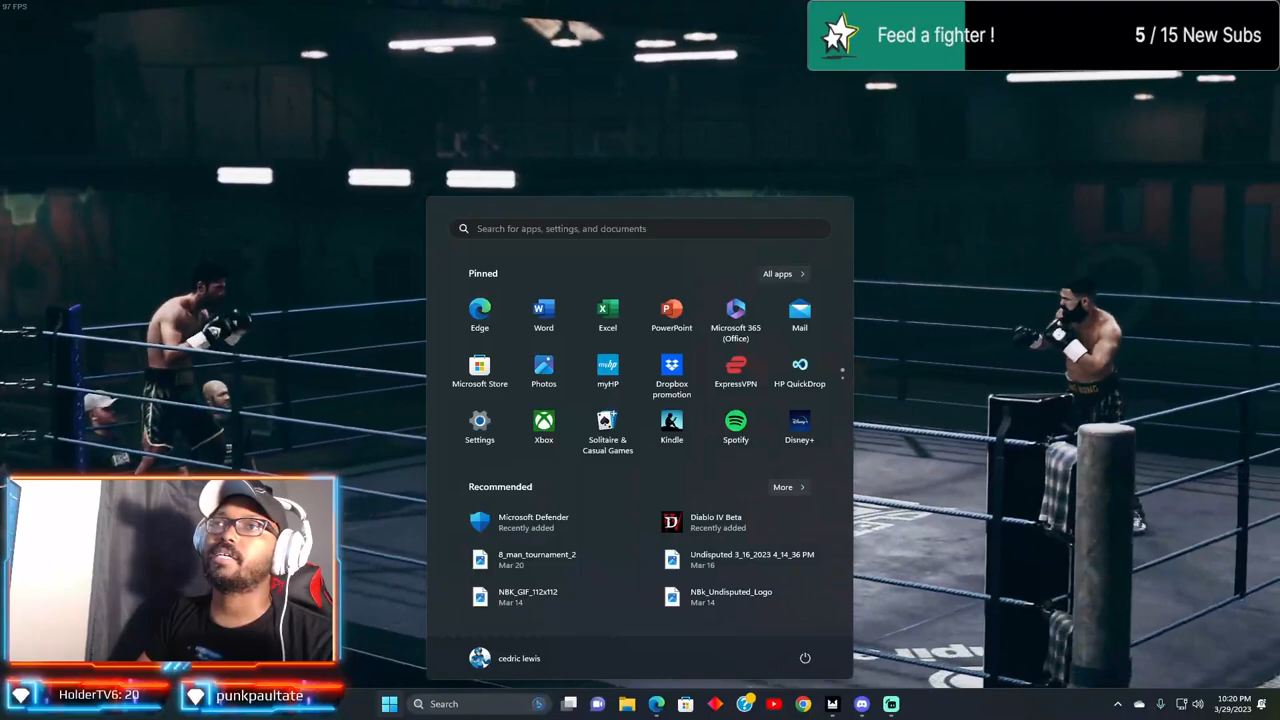 97 FPS
Feed a fighter !
5 / 15 New Subs
Search for apps, settings, and documents
Pinned
All apps
Edge
Word
Excel
PowerPoint
Microsoft 365
(Office)
Mail
Microsoft Store
Photos
myHP
Dropbox
promotion
ExpressVPN
HP QuickDrop
Settings
Xbox
Solitaire &
Casual Games
Kindle
Spotify
Disney+
Recommended
More
Microsoft Defender
Recently added
Diablo IV Beta
Recently added
8_man_tournament_2
Mar 20
Undisputed 3_16_2023 4_14_36 PM
Mar 16
NBK_GIF_112x112
Mar 14
NBk_Undisputed_Logo
Mar 14
cedric lewis
HolderTV6: 20
punkpaultate
Search
10:20 PM
3/29/2023